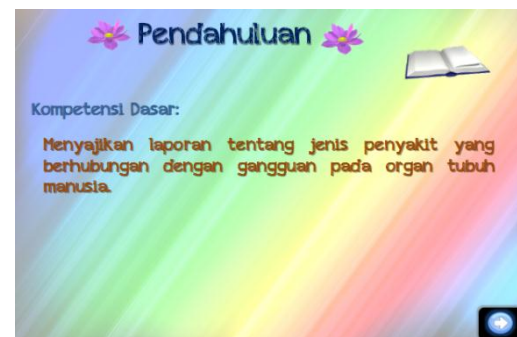 Pendahuluan
Kompetensi Dasar:
Menyajikan laporan tentang jenis penyakit yang
berhubungan dengan gangguan pada organ tubuh
manusia.